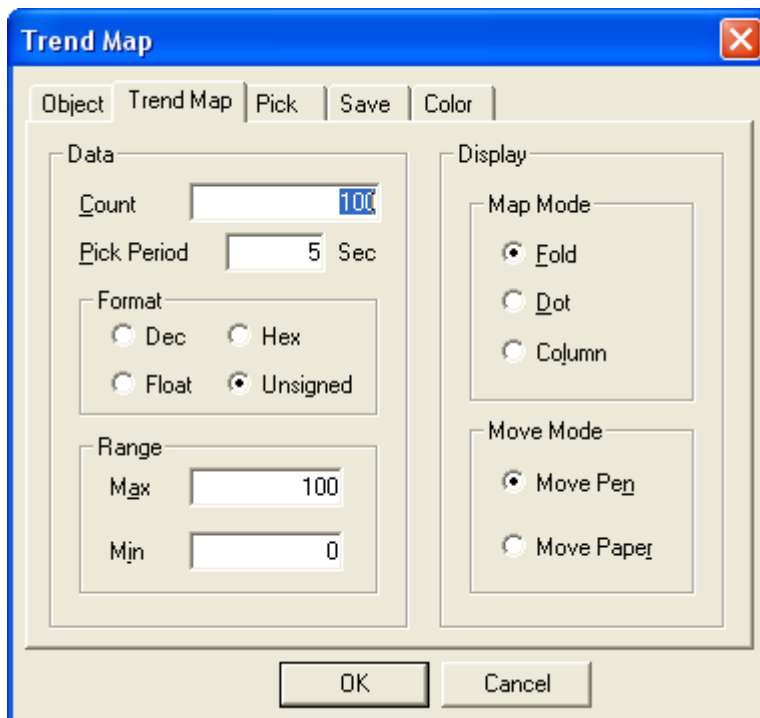 Trend Map
Object Trend Map Pick Save Color
Data
Count 100
Pick Period 5 Sec
Format
Dec Hex
Float Unsigned
Range
Max 100
Min 0
Display
Map Mode
Fold
Dot
Column
Move Mode
Move Pen
Move Paper
OK Cancel